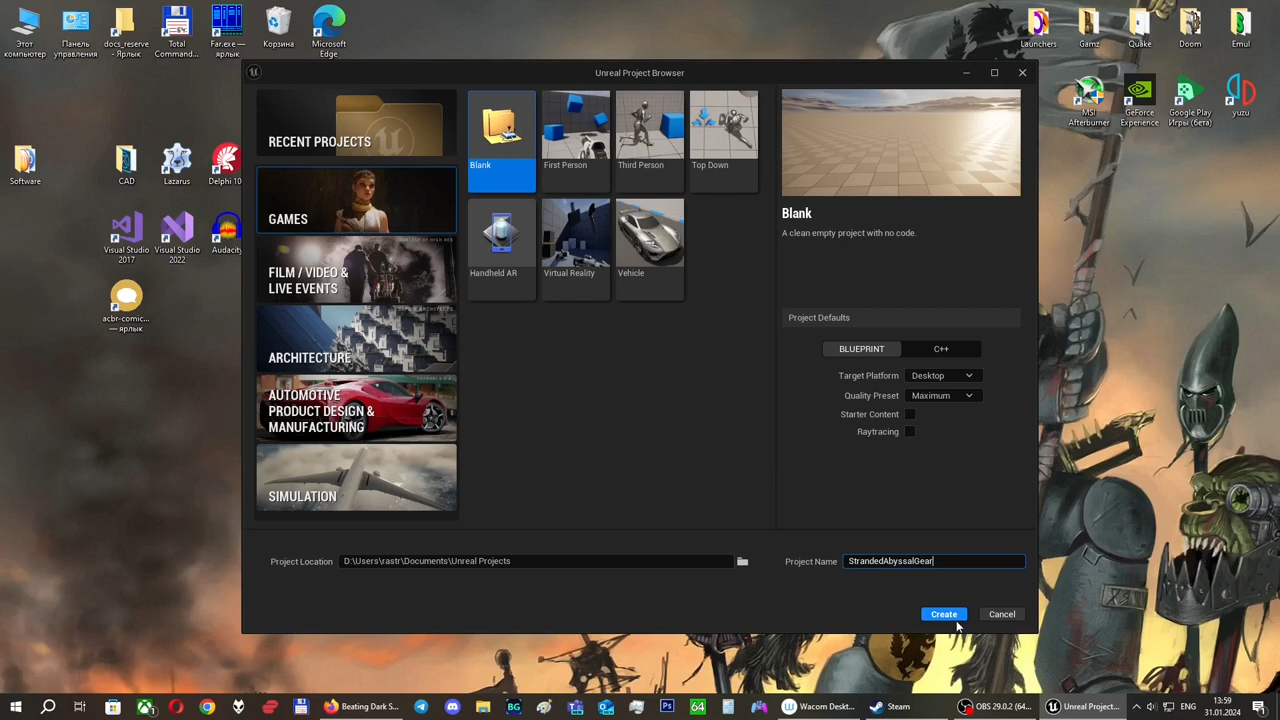 Этот
компьютер
Панель
управления
docs_reserve
- Ярлык
Total
Command...
Far.exe —
ярлык
Корзина
Microsoft
Edge
Launchers
Gamz
Quake
Doom
Emul
MSI
Afterburner
GeForce
Experience
Google Play
Игры (бета)
yuzu
Software
CAD
Lazarus
Delphi 10
Visual Studio
2017
Visual Studio
2022
Audacity
acbr-comic...
— ярлык
Unreal Project Browser
RECENT PROJECTS
GAMES
FILM / VIDEO &
LIVE EVENTS
ARCHITECTURE
AUTOMOTIVE
PRODUCT DESIGN &
MANUFACTURING
SIMULATION
Blank
First Person
Third Person
Top Down
Handheld AR
Virtual Reality
Vehicle
Blank
A clean empty project with no code.
Project Defaults
BLUEPRINT
C++
Target Platform
Desktop
Quality Preset
Maximum
Starter Content
Raytracing
Project Location
D:\Users\rastr\Documents\Unreal Projects
Project Name
StrandedAbyssalGear
Create
Cancel
Beating Dark S...
BG
64
Wacom Deskt...
Steam
OBS 29.0.2 (64...
Unreal Project...
ENG
13:59
31.01.2024